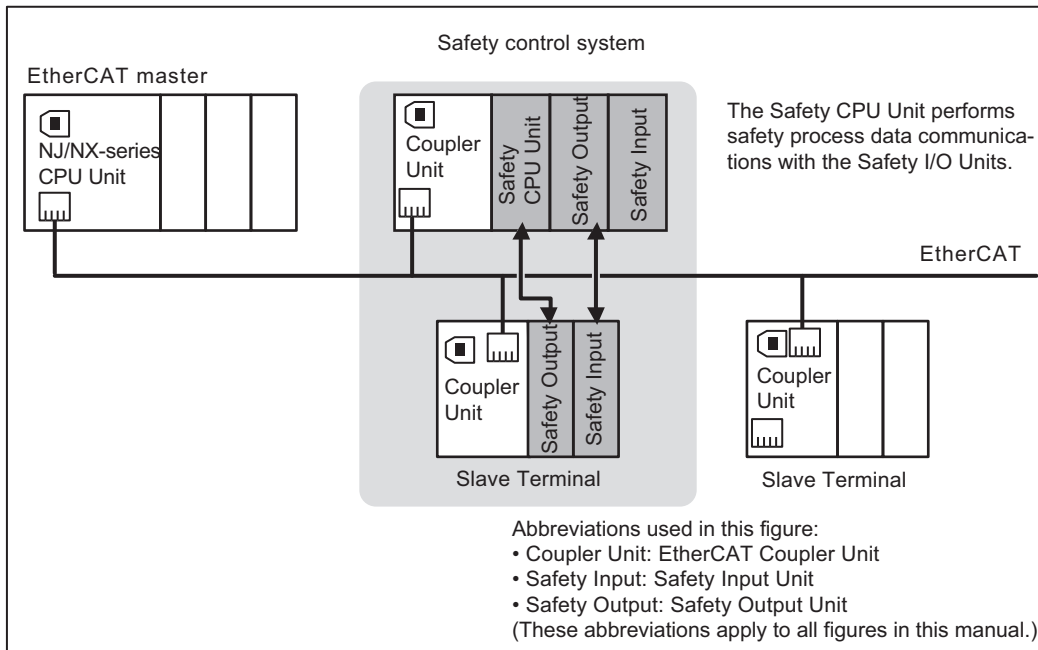 Safety control system
EtherCAT master
NJ/NX-series
CPU Unit
Coupler
Unit
Safety
CPU Unit
Safety Output
Safety Input
The Safety CPU Unit performs
safety process data communica-
tions with the Safety I/O Units.
EtherCAT
Coupler
Unit
Safety Output
Safety Input
Slave Terminal
Coupler
Unit
Slave Terminal
Abbreviations used in this figure:
• Coupler Unit: EtherCAT Coupler Unit
• Safety Input: Safety Input Unit
• Safety Output: Safety Output Unit
(These abbreviations apply to all figures in this manual.)